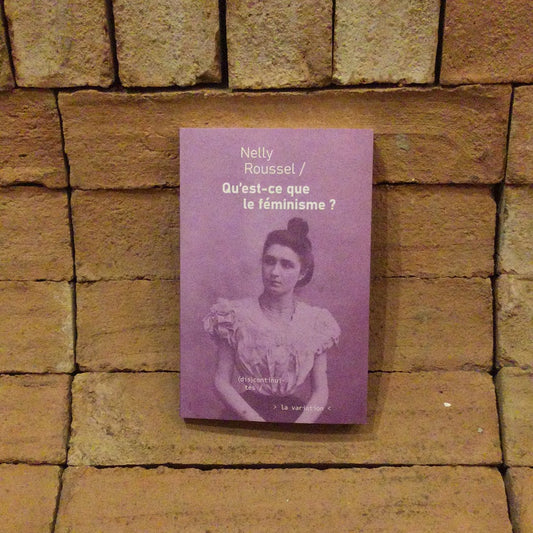 Nelly
Roussel /
Qu'est-ce que
le féminisme ?
(dis)continui-
tés /
> la variation <